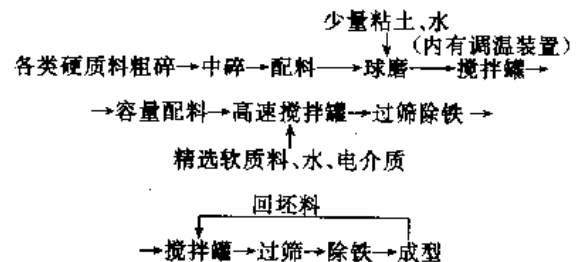 少量粘土、水
(内有调温装置)
各类硬质料粗碎→中碎→配料→球磨→搅拌罐→
→容量配料→高速搅拌罐→过筛除铁→
精选软质料、水、电介质
回坯料
→搅拌罐→过筛→除铁→成型